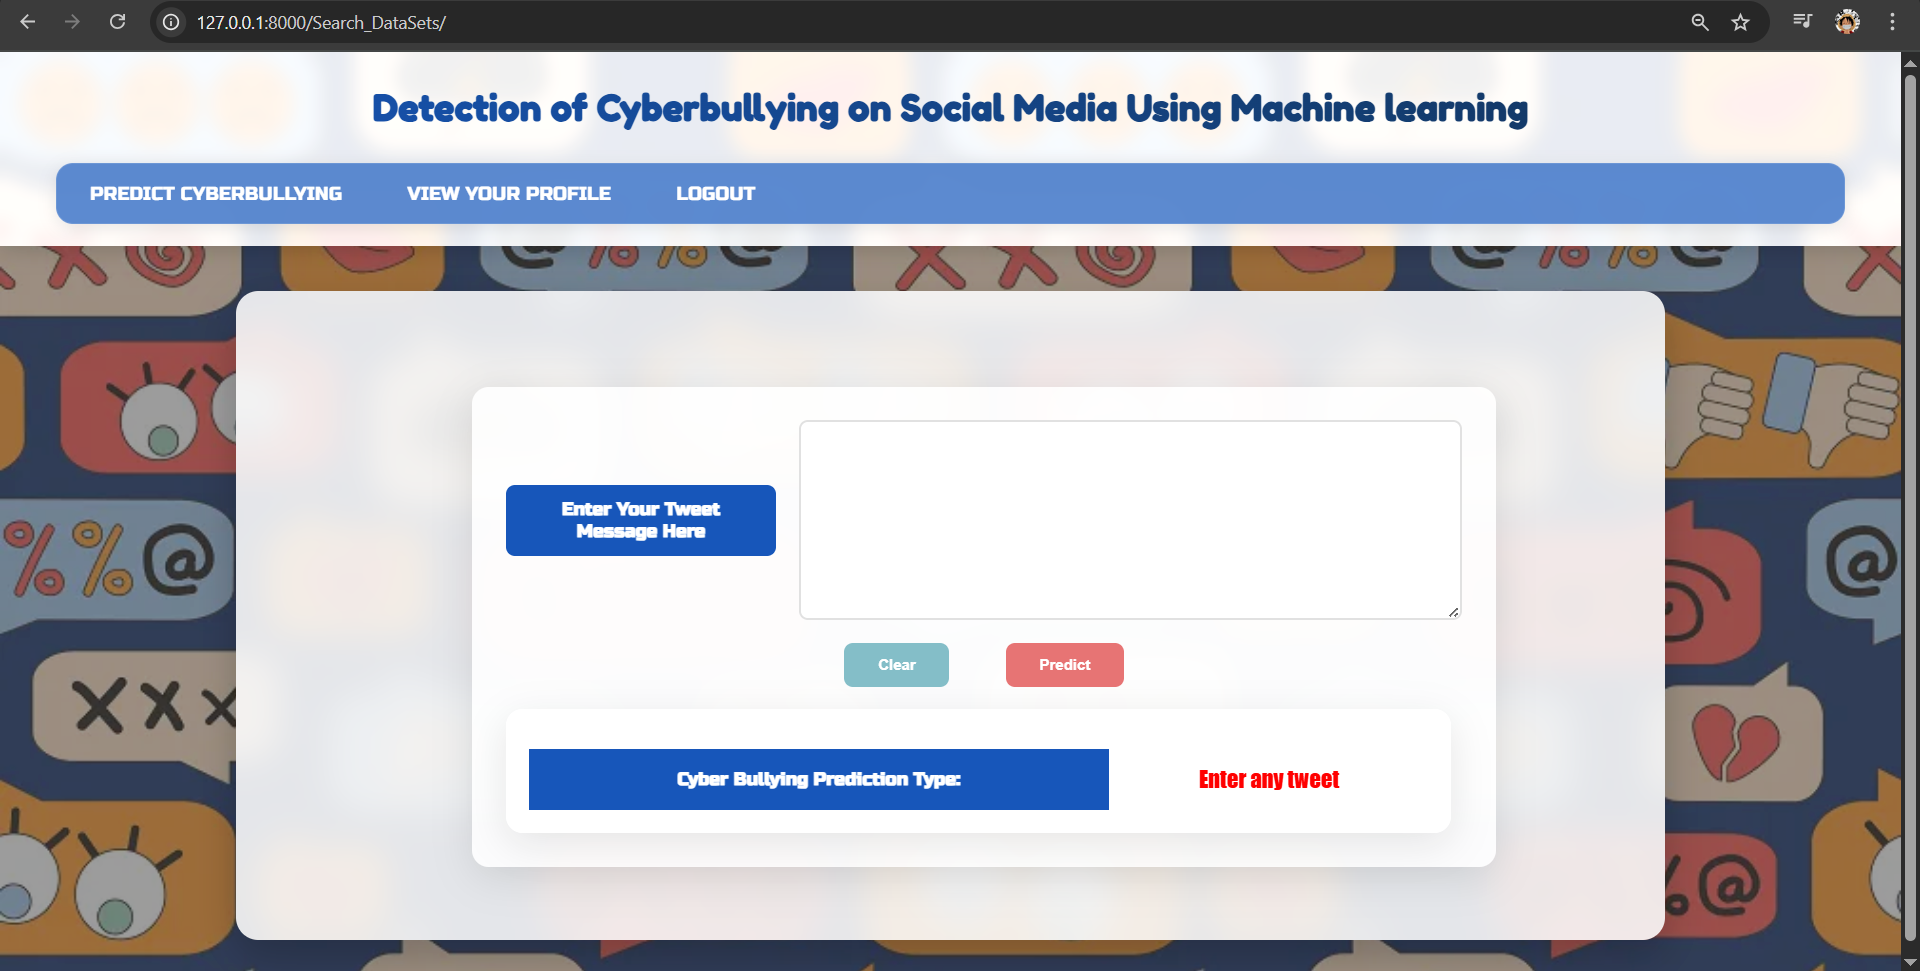 127.0.0.1:8000/Search_DataSets/
Detection of Cyberbullying on Social Media Using Machine learning
PREDICT CYBERBULLYING VIEW YOUR PROFILE LOGOUT
Enter Your Tweet
Message Here
Clear Predict
Cyber Bullying Prediction Type: Enter any tweet